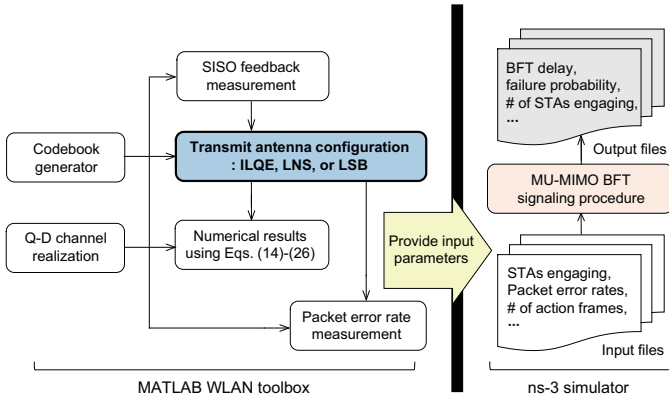 SISO feedback
measurement
Codebook
generator
Transmit antenna configuration
: ILQE, LNS, or LSB
Q-D channel
realization
Numerical results
using Eqs. (14)-(26)
Packet error rate
measurement
MATLAB WLAN toolbox
Provide input
parameters
BFT delay,
failure probability,
# of STAs engaging,
...
Output files
MU-MIMO BFT
signaling procedure
STAs engaging,
Packet error rates,
# of action frames,
...
Input files
ns-3 simulator